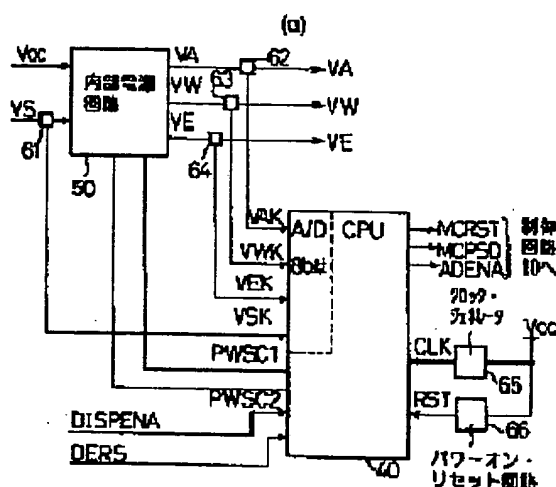 (a)
Vcc
VS
61
内部電源
回路
50
VA
62
VA
VW
63
VW
VE
64
VE
VAK
VWK
VEK
VSK
A/D
8bit
CPU
PWSC1
PWSC2
DISPENA
DERS
40
MCRST
MCPSD
ADENA
制御
回路
10へ
クロック・
ジェネレータ
Vcc
CLK
65
RST
66
パワーオン・
リセット回路